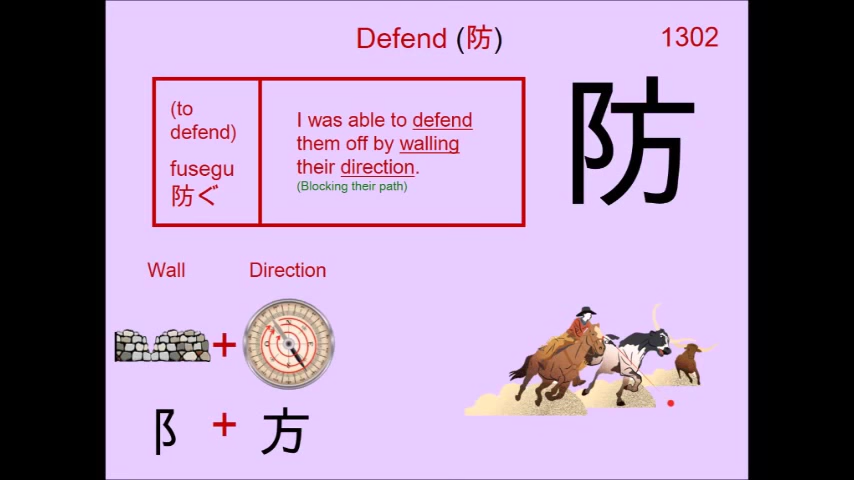 Defend (防)
1302
(to
defend)
fusegu
防ぐ
I was able to defend
them off by walling
their direction.
(Blocking their path)
防
Wall
Direction
+
阝 + 方